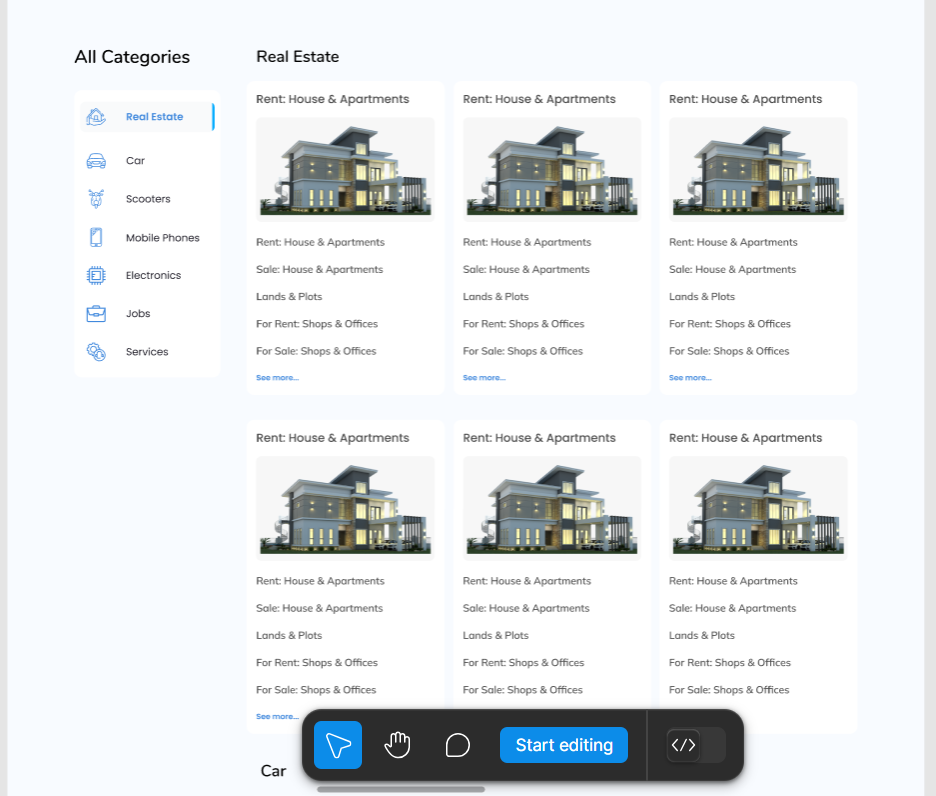 All Categories
Real Estate
Car
Scooters
Mobile Phones
Electronics
Jobs
Services
Real Estate
Rent: House & Apartments
Rent: House & Apartments
Sale: House & Apartments
Lands & Plots
For Rent: Shops & Offices
For Sale: Shops & Offices
See more...
Rent: House & Apartments
Rent: House & Apartments
Sale: House & Apartments
Lands & Plots
For Rent: Shops & Offices
For Sale: Shops & Offices
See more...
Rent: House & Apartments
Rent: House & Apartments
Sale: House & Apartments
Lands & Plots
For Rent: Shops & Offices
For Sale: Shops & Offices
See more...
Rent: House & Apartments
Rent: House & Apartments
Sale: House & Apartments
Lands & Plots
For Rent: Shops & Offices
For Sale: Shops & Offices
See more...
Rent: House & Apartments
Rent: House & Apartments
Sale: House & Apartments
Lands & Plots
For Rent: Shops & Offices
For Sale: Shops & Offices
Rent: House & Apartments
Rent: House & Apartments
Sale: House & Apartments
Lands & Plots
For Rent: Shops & Offices
For Sale: Shops & Offices
Car
Start editing